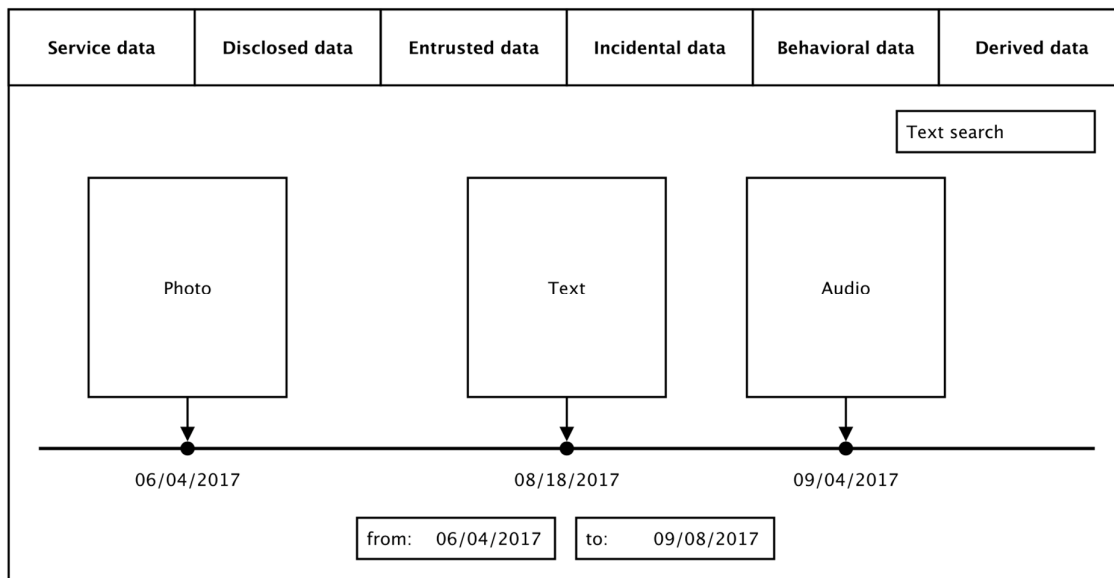 Service data Disclosed data Entrusted data Incidental data Behavioral data Derived data
Text search
Photo Text Audio
06/04/2017 08/18/2017 09/04/2017
from: 06/04/2017 to: 09/08/2017